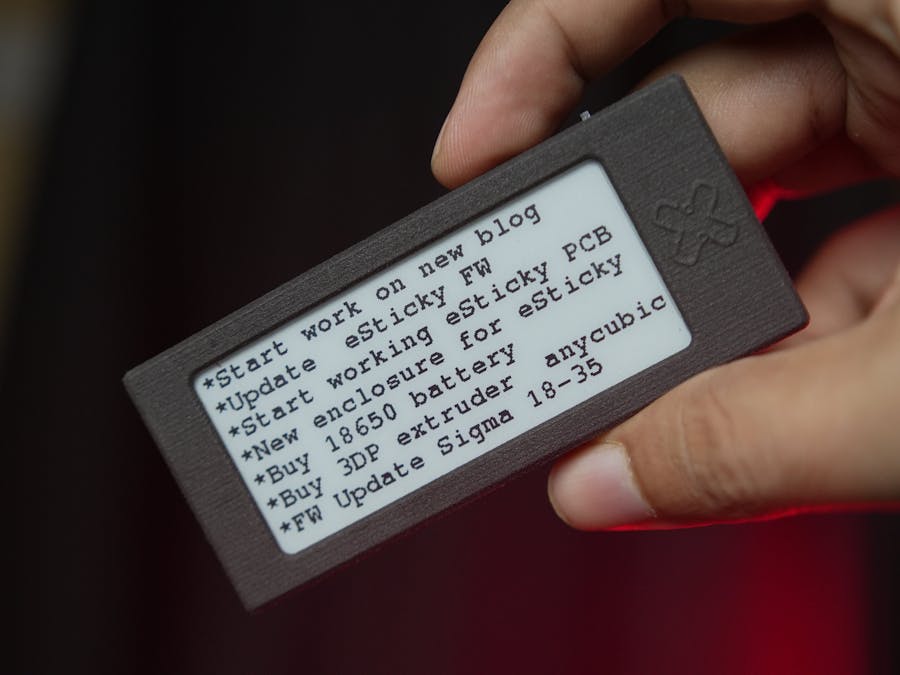 *Start work on new blog
*Update  eSticky FW
*Start working eSticky PCB
*New enclosure for eSticky
*Buy 18650 battery
*Buy 3DP extruder  anycubic
*FW Update Sigma 18-35